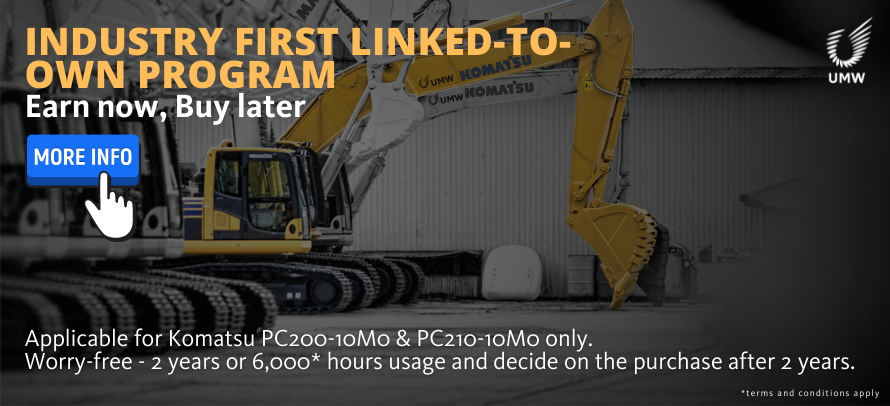 INDUSTRY FIRST LINKED-TO-
OWN PROGRAM
Earn now, Buy later
MORE INFO
UMW KOMATSU
UMW KOMATSU
UMW
KOMATSU
Applicable for Komatsu PC200-10M0 & PC210-10M0 only.
Worry-free - 2 years or 6,000* hours usage and decide on the purchase after 2 years.
*terms and conditions apply